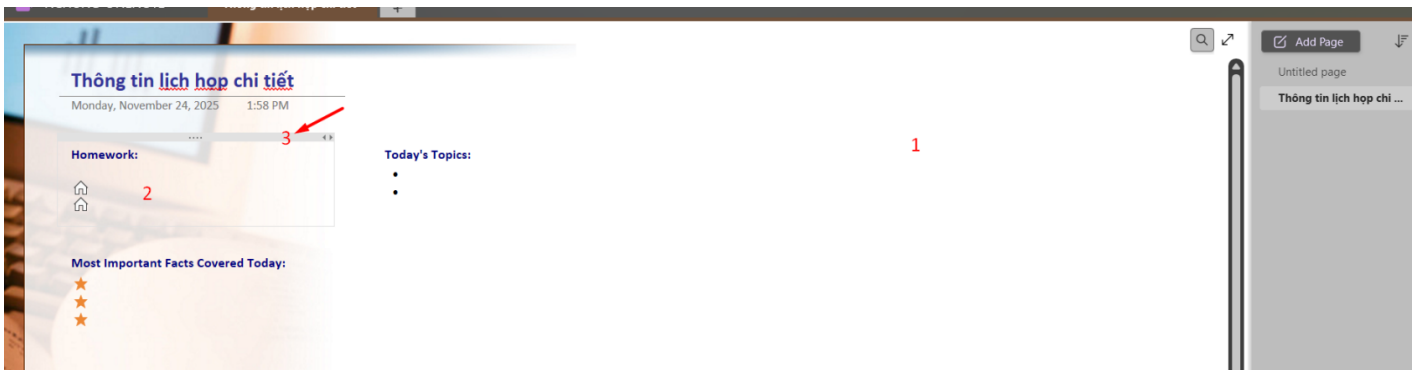 Add Page
Untitled page
Thông tin lịch họp chi ...
Thông tin lịch họp chi tiết
Monday, November 24, 2025 1:58 PM
3
Homework:
2
Today's Topics:
•
•
1
Most Important Facts Covered Today: